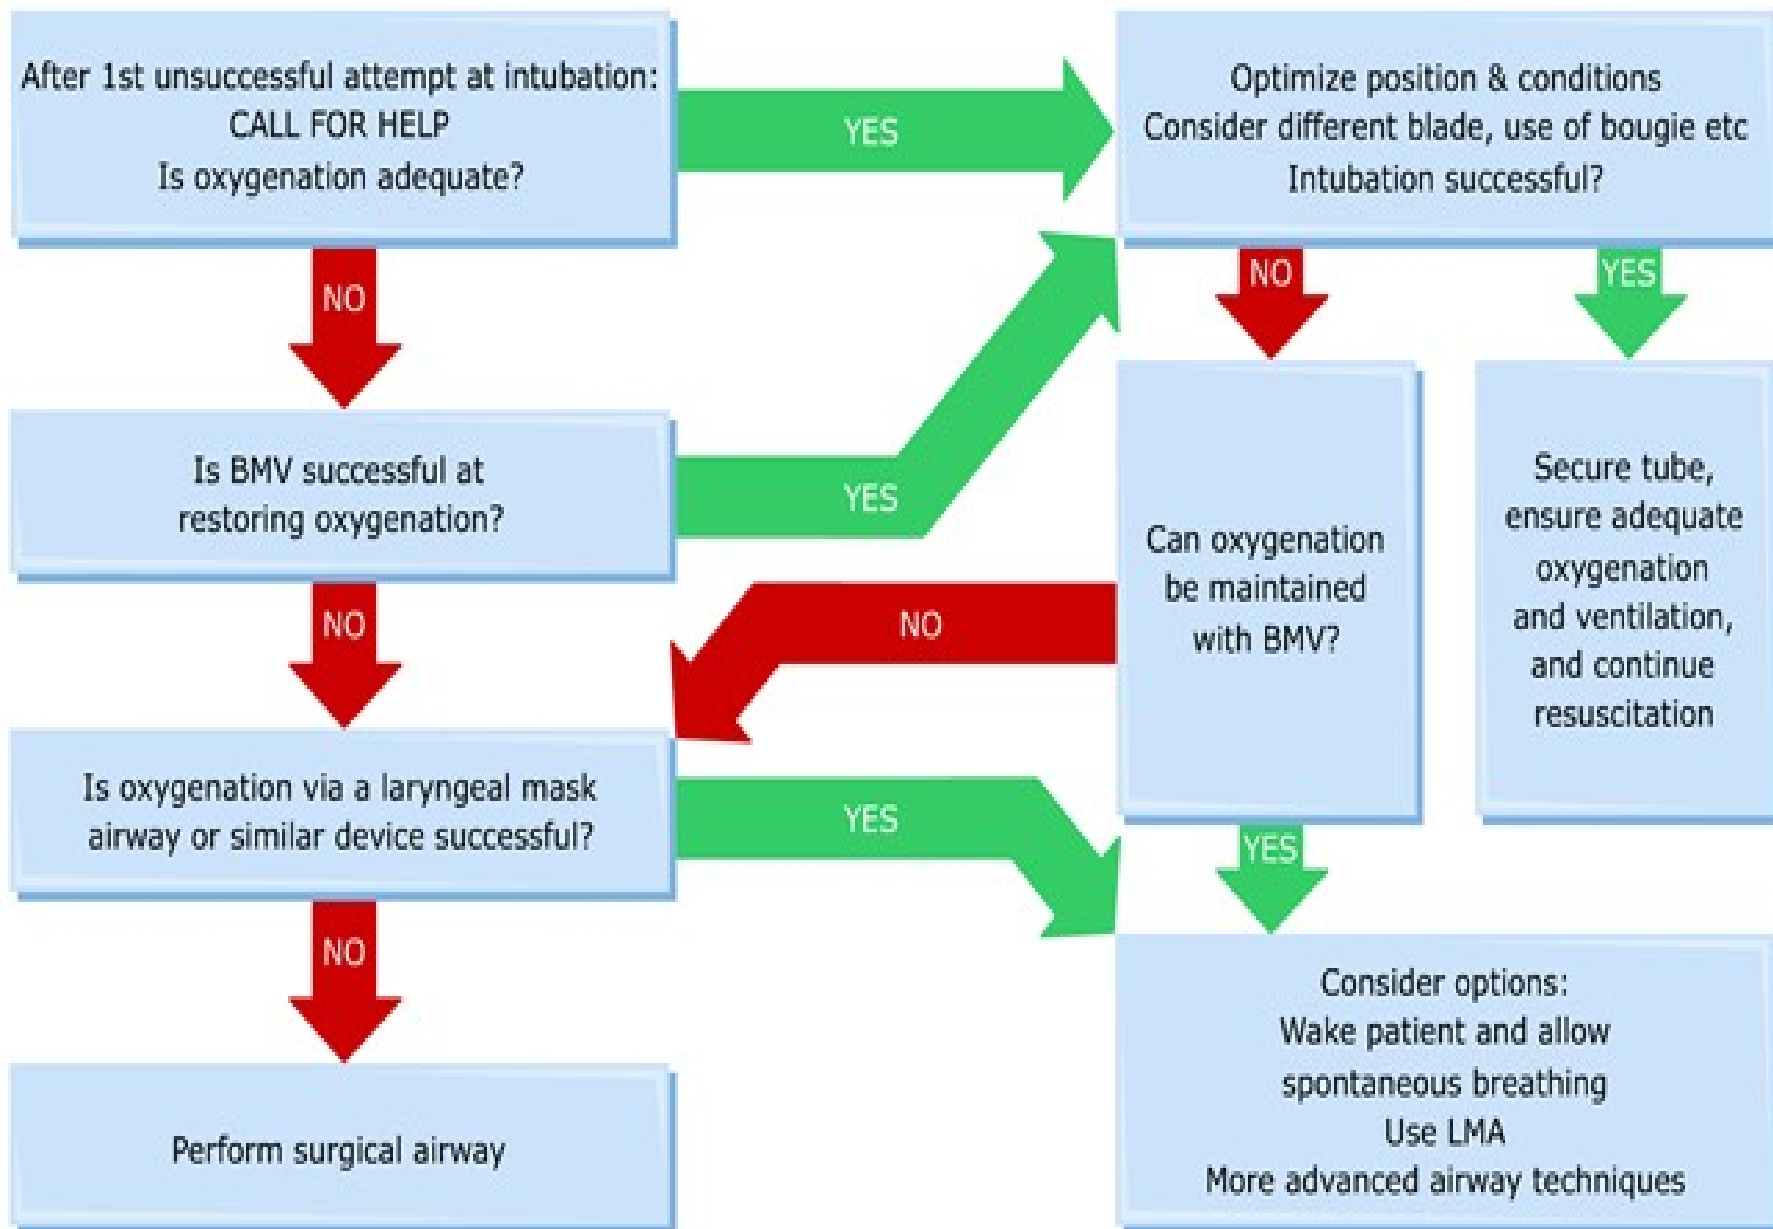 After 1st unsuccessful attempt at intubation:
CALL FOR HELP
Is oxygenation adequate?
YES
Optimize position & conditions
Consider different blade, use of bougie etc
Intubation successful?
NO
NO
YES
Is BMV successful at
restoring oxygenation?
YES
Can oxygenation
be maintained
with BMV?
Secure tube,
ensure adequate
oxygenation
and ventilation,
and continue
resuscitation
NO
NO
Is oxygenation via a laryngeal mask
airway or similar device successful?
YES
YES
NO
Perform surgical airway
Consider options:
Wake patient and allow
spontaneous breathing
Use LMA
More advanced airway techniques